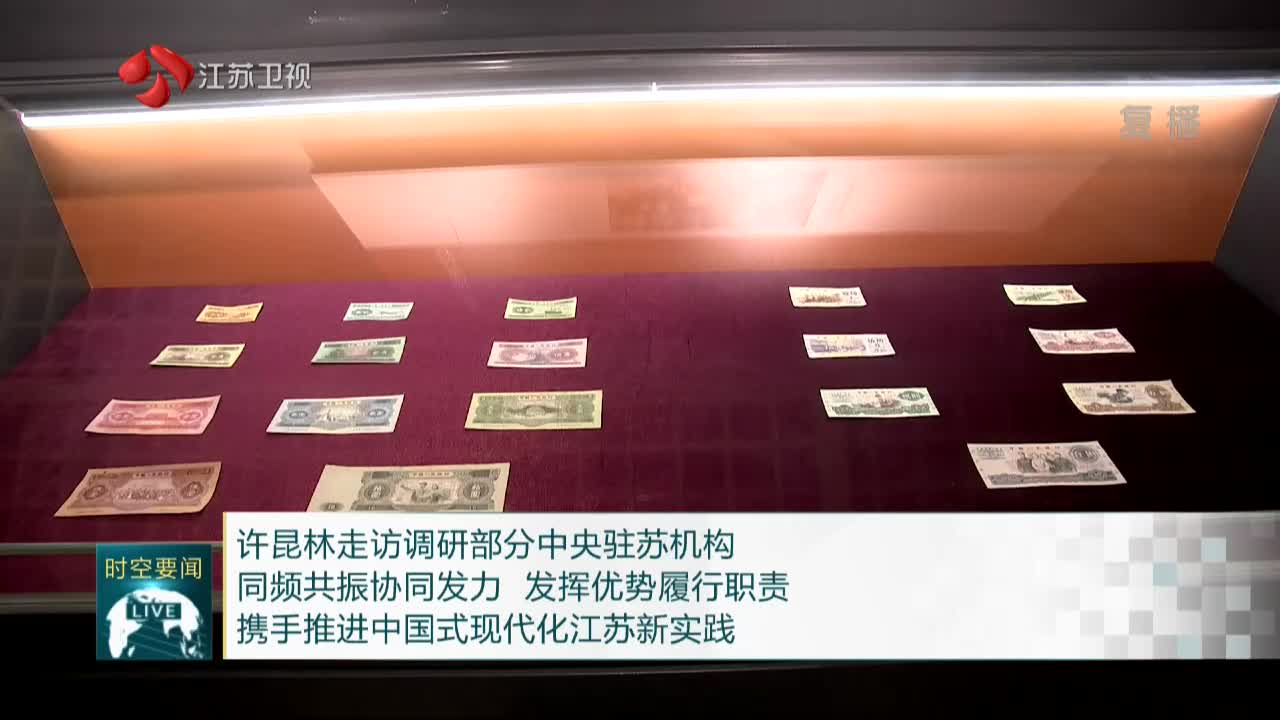 江苏卫视
复播
时空要闻
LIVE
许昆林走访调研部分中央驻苏机构
同频共振协同发力 发挥优势履行职责
携手推进中国式现代化江苏新实践